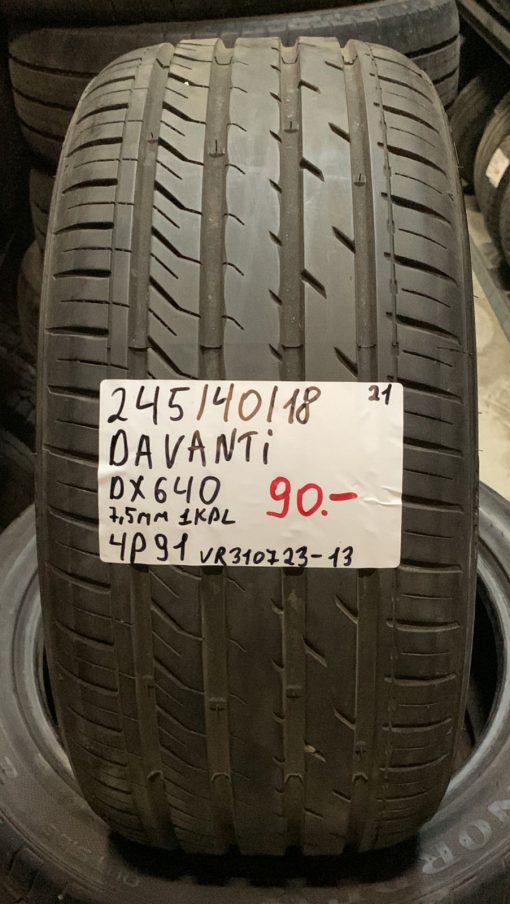 245/40/18 21
DAVANTi
DX640 90.-
7,5MM 1KPL
4P91 VR310723-13